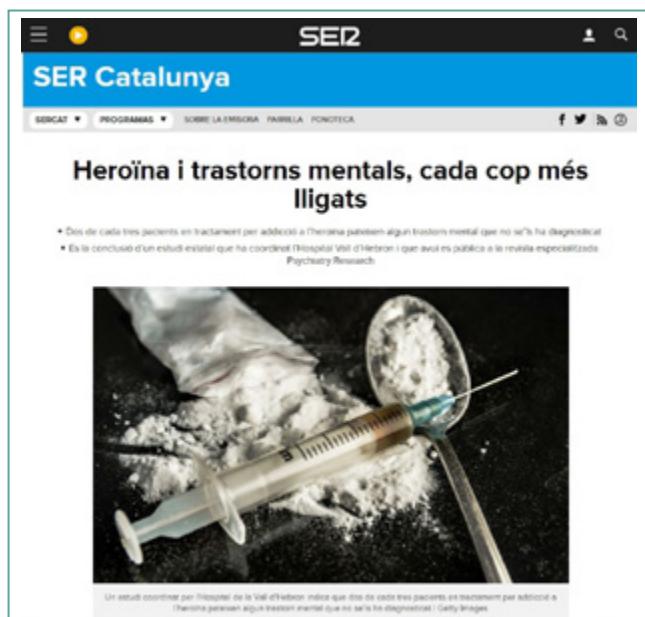 SER
SER Catalunya
SERCAT ▼ PROGRAMAS ▼ SOBRE LA EMISORA PARRILLA FONOTECA
Heroïna i trastorns mentals, cada cop més
lligats
• Dos de cada tres pacients en tractament per addicció a l'heroïna pateixen algun trastorn mental que no se'ls ha diagnosticat
• És la conclusió d'un estudi estatal que ha coordinat l'Hospital Vall d'Hebron i que avui es pública a la revista especialitzada
Psychiatry Research
Un estudi coordinat per l'Hospital de la Vall d'Hebron indica que dos de cada tres pacients en tractament per addicció a
l'heroïna pateixen algun trastorn mental que no se'ls ha diagnosticat / Getty Images